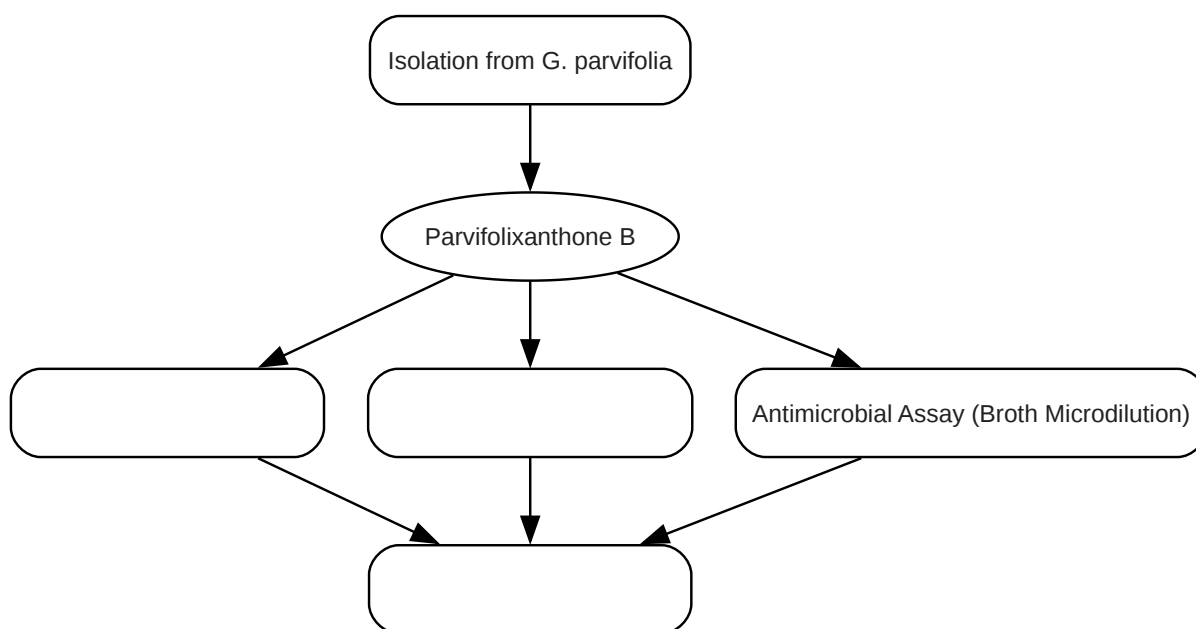 Isolation from G. parvifolia
Parvifolixanthone B
Antimicrobial Assay (Broth Microdilution)